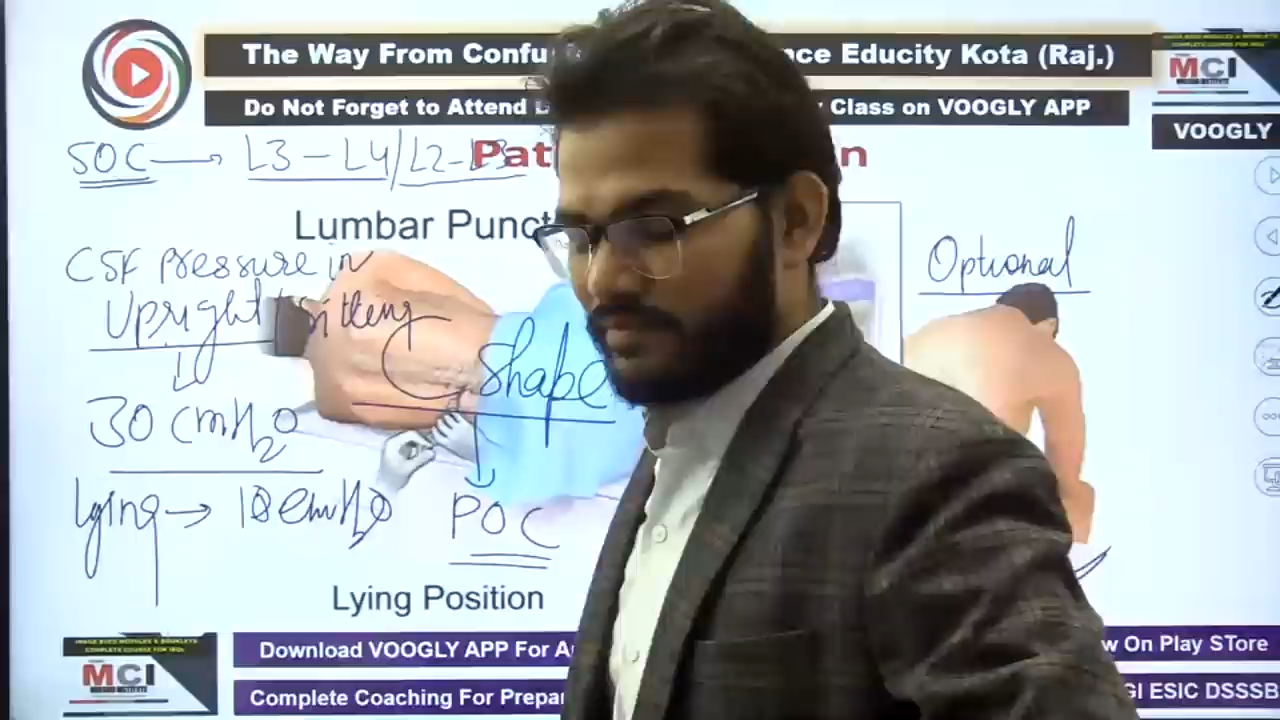 The Way From Confu nce Educity Kota (Raj.)
Do Not Forget to Attend Class on VOOGLY APP
MCI
VOOGLY
SOC → L3 - L4/L2-L3
Pat n
Lumbar Punct
CSF pressure in
Upright/Sitting
30 cmH2O
lying → 18cmH2O
C Shape
POC
Optional
Lying Position
MCI
Download VOOGLY APP For A
w On Play STore
Complete Coaching For Prepar
GI ESIC DSSSB